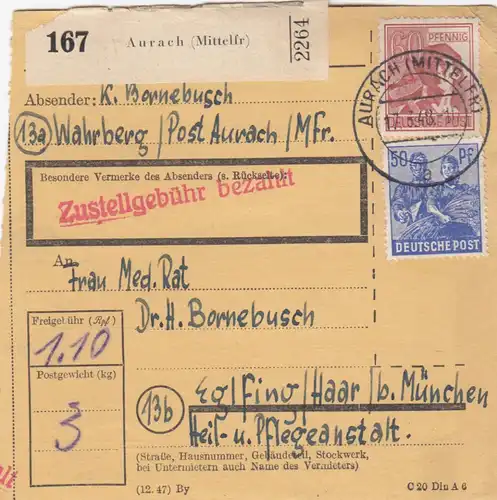 167 Aurach (Mittelfr) 2264
60 PFENNIG
DEUTSCHE POST
AURACH (MITTELFR)
Absender: K. Bornebusch
13a Wahrberg / Post Aurach / Mfr.
50 PF
DEUTSCHE POST
Besondere Vermerke des Absenders (s. Rückseite):
Zustellgebühr bezahlt
An
Frau Med. Rat
Dr. H. Bornebusch
Freigebühr (Rpf.)
1.10
Postgewicht (kg)
3
13b Eglfing / Haar / b. München
Heil- u. Pflegeanstalt.
(Straße, Hausnummer, Gebäudeteil, Stockwerk,
bei Untermietern auch Name des Vermieters)
(12. 47) By
C 20 Din A 6